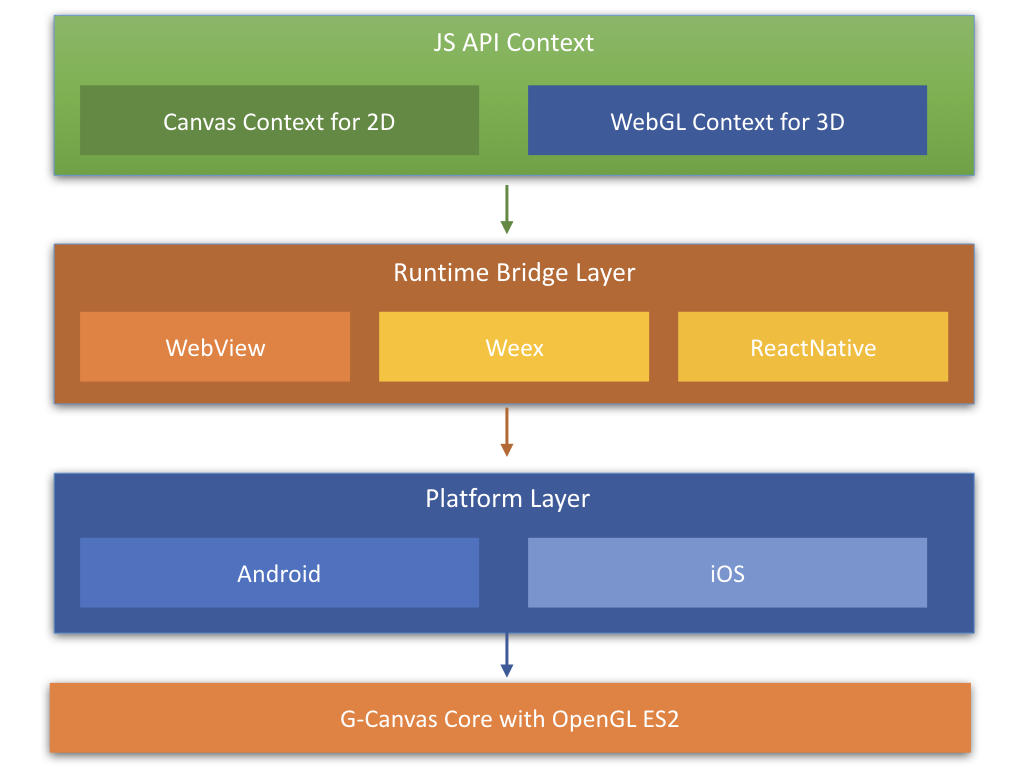 JS API Context
Canvas Context for 2D
WebGL Context for 3D
Runtime Bridge Layer
WebView
Weex
ReactNative
Platform Layer
Android
iOS
G-Canvas Core with OpenGL ES2